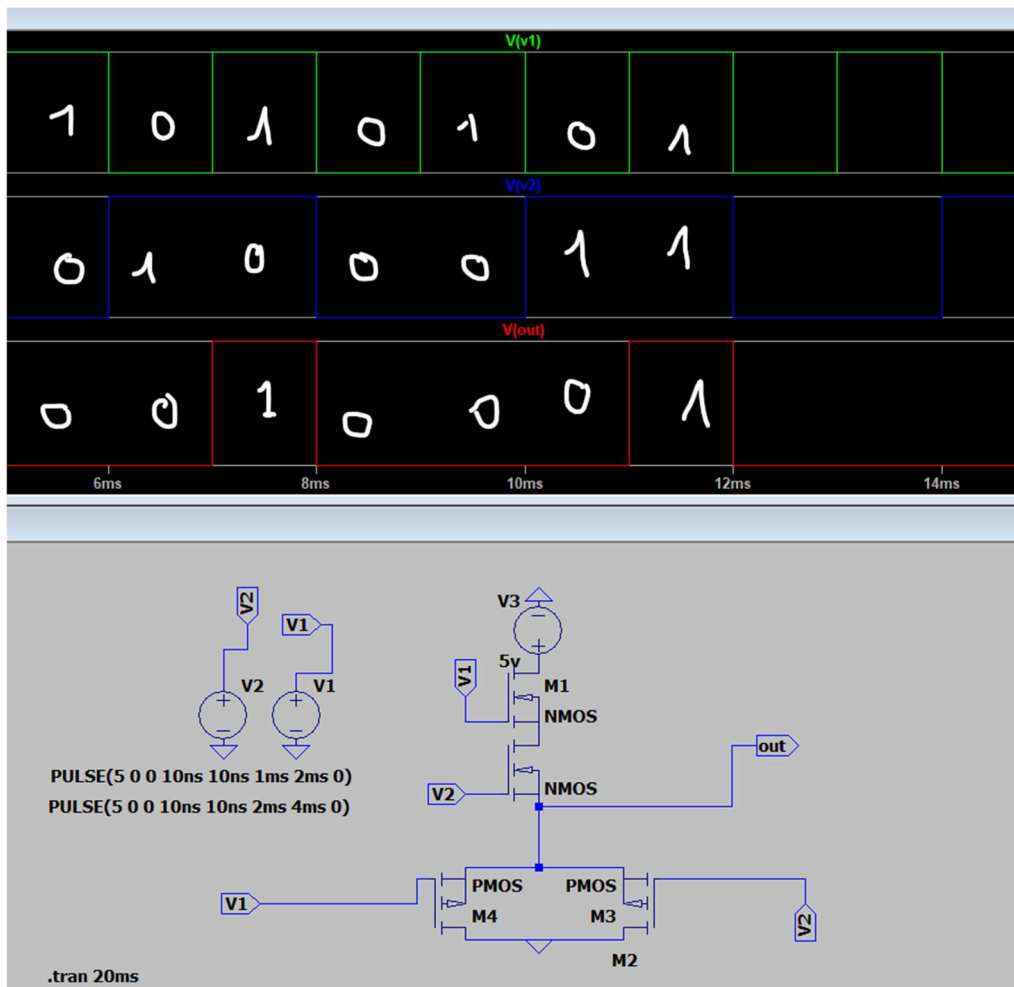 V(v1)
1 0 1 0 1 0 1
V(v2)
0 1 0 0 0 1 1
V(out)
0 0 1 0 0 0 1
6ms 8ms 10ms 12ms 14ms
V2
V1
V3
V2 V1
5v
V1
M1
NMOS
out
PULSE(5 0 0 10ns 10ns 1ms 2ms 0)
V2
NMOS
PULSE(5 0 0 10ns 10ns 2ms 4ms 0)
PMOS PMOS
V1
M4 M3
V2
M2
.tran 20ms